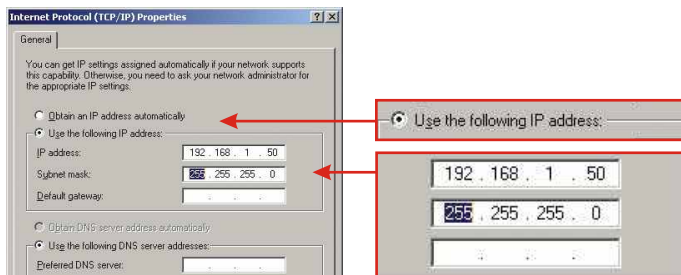 Internet Protocol (TCP/IP) Properties
General
You can get IP settings assigned automatically if your network supports
this capability. Otherwise, you need to ask your network administrator for
the appropriate IP settings.
Obtain an IP address automatically
Use the following IP address:
IP address: 192 . 168 . 1 . 50
Subnet mask: 255 . 255 . 255 . 0
Default gateway: . . .
Obtain DNS server address automatically
Use the following DNS server addresses:
Preferred DNS server: . . .
Use the following IP address:
192 . 168 . 1 . 50
255 . 255 . 255 . 0
. . .